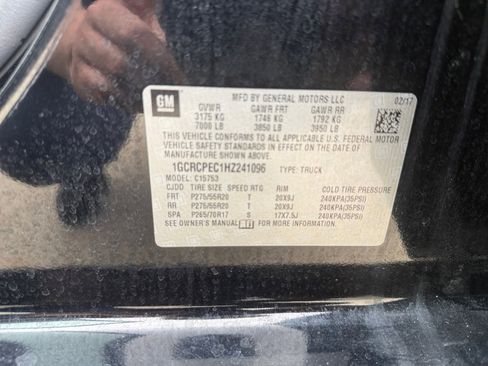 GM
MFD BY GENERAL MOTORS LLC 02/17
GVWR GAWR FRT GAWR RR
3175 KG 1746 KG 1792 KG
7000 LB 3850 LB 3950 LB
THIS VEHICLE CONFORMS TO ALL APPLICABLE U.S. FEDERAL MOTOR
VEHICLE SAFETY STANDARDS IN EFFECT ON THE DATE OF
MANUFACTURE SHOWN ABOVE.
1GCRCPEC1HZ241096 TYPE: TRUCK
MODEL: C15753
CJDD TIRE SIZE SPEED RTG RIM COLD TIRE PRESSURE
FRT P275/55R20 T 20X9J 240KPA(35PSI)
RR P275/55R20 T 20X9J 240KPA(35PSI)
SPA P265/70R17 S 17X7.5J 240KPA(35PSI)
SEE OWNER'S MANUAL FOR MORE INFORMATION.